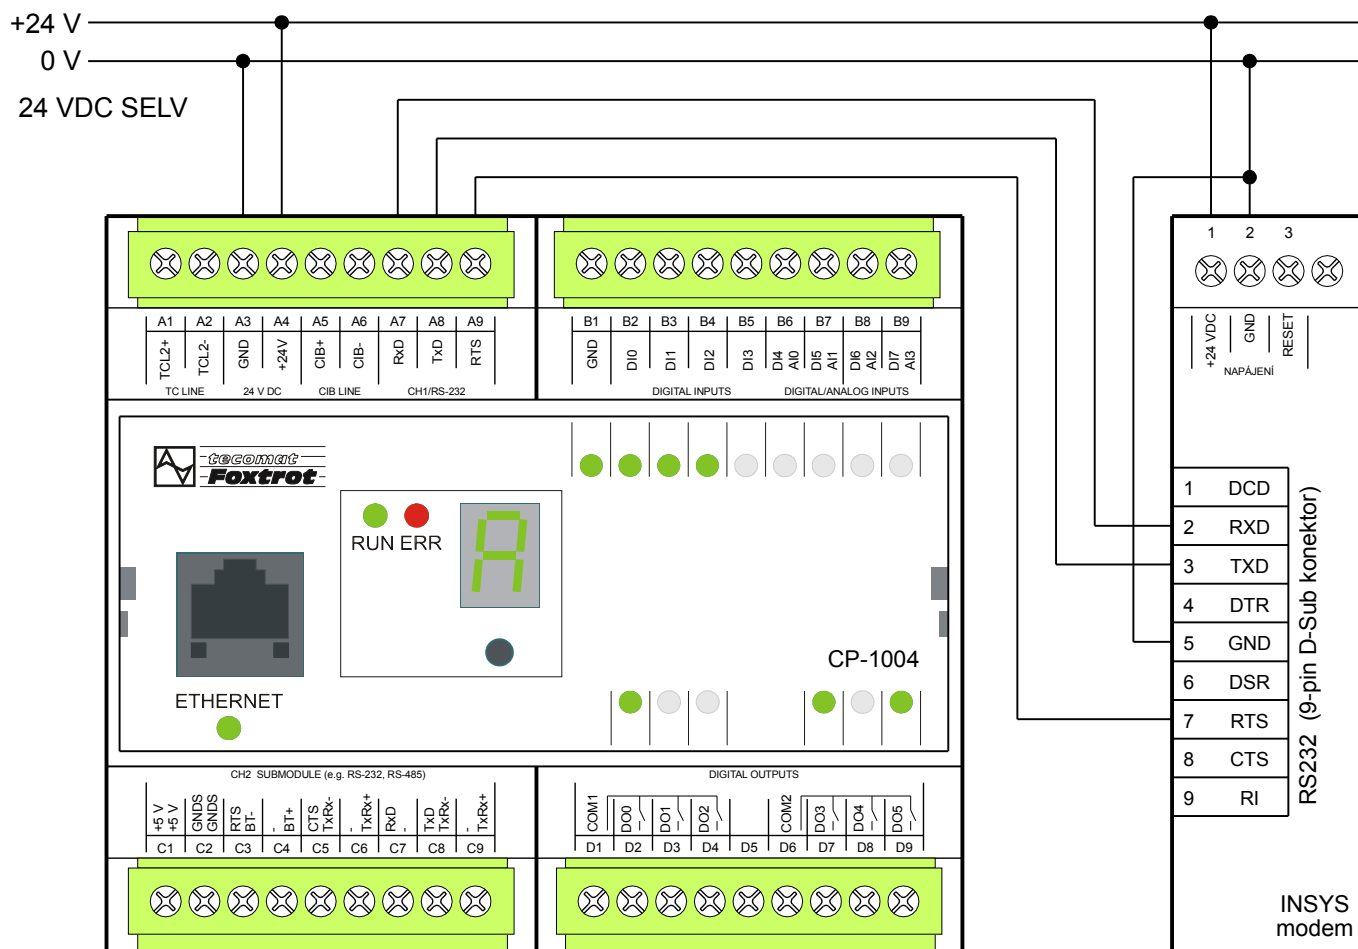 +24 V
0 V
24 VDC SELV
A1 A2 A3 A4 A5 A6 A7 A8 A9
TCL2+ TCL2- GND +24V CIB+ CIB- RxD TxD RTS
TC LINE 24 V DC CIB LINE CH1/RS-232
B1 B2 B3 B4 B5 B6 B7 B8 B9
GND DI0 DI1 DI2 DI3 DI4 AI0 DI5 AI1 DI6 AI2 DI7 AI3
DIGITAL INPUTS DIGITAL/ANALOG INPUTS
1 2 3
+24 VDC GND RESET
NAPÁJENÍ
tecomat
Foxtrot
RUN ERR
A
ETHERNET
CP-1004
1 DCD
2 RXD
3 TXD
4 DTR
5 GND
6 DSR
7 RTS
8 CTS
9 RI
RS232 (9-pin D-Sub konektor)
CH2 SUBMODULE (e.g. RS-232, RS-485)
+5 V +5 V GNDS GNDS RTS BT- - BT+ CTS TxRx- - TxRx+ RxD - TxD TxRx- - TxRx+
C1 C2 C3 C4 C5 C6 C7 C8 C9
DIGITAL OUTPUTS
COM1 DO0 DO1 DO2 COM2 DO3 DO4 DO5
D1 D2 D3 D4 D5 D6 D7 D8 D9
INSYS
modem